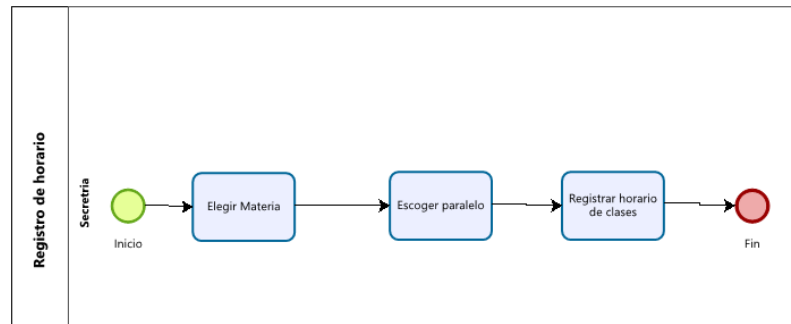 Registro de horario
Secretria
Inicio
Elegir Materia
Escoger paralelo
Registrar horario
de clases
Fin